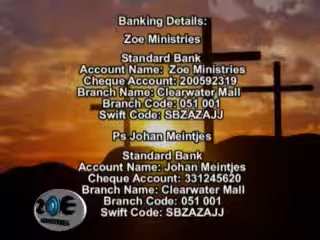 Banking Details:
Zoe Ministries
Standard Bank
Account Name: Zoe Ministries
Cheque Account: 200592319
Branch Name: Clearwater Mall
Branch Code: 051 001
Swift Code: SBZAZAJJ
Ps Johan Meintjes
Standard Bank
Account Name: Johan Meintjes
Cheque Account: 331245620
Branch Name: Clearwater Mall
Branch Code: 051 001
Swift Code: SBZAZAJJ
ZOE
MINISTRIES